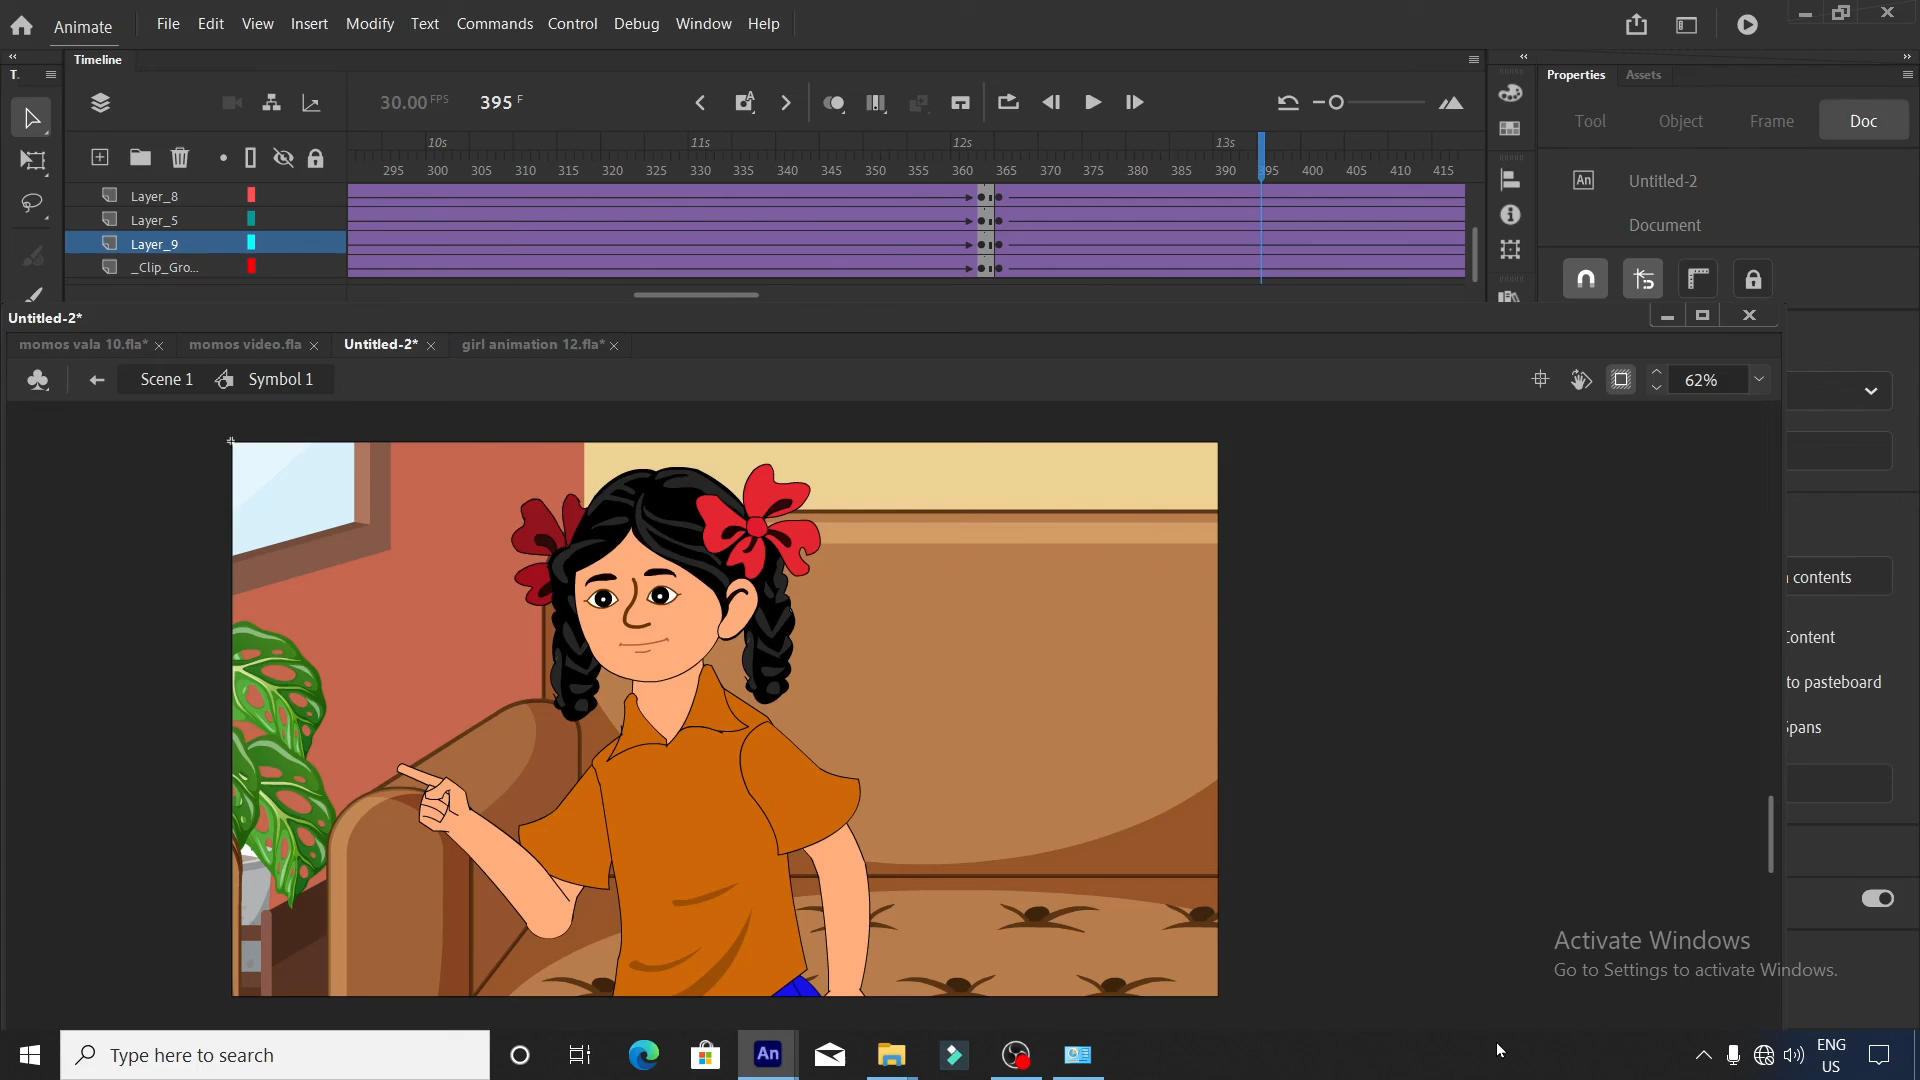 Animate File Edit View Insert Modify Text Commands Control Debug Window Help
Timeline
T.
Properties Assets
30.00 FPS 395 F
Tool Object Frame Doc
10s 11s 12s 13s
295 300 305 310 315 320 325 330 335 340 345 350 355 360 365 370 375 380 385 390 395 400 405 410 415
Layer_8
Layer_5
Layer_9
_Clip_Gro...
An Untitled-2
Document
Untitled-2*
momos vala 10.fla* momos video.fla Untitled-2* girl animation 12.fla*
Scene 1 Symbol 1
62%
contents
Content
to pasteboard
Spans
Activate Windows
Go to Settings to activate Windows.
Type here to search
An
ENG
US